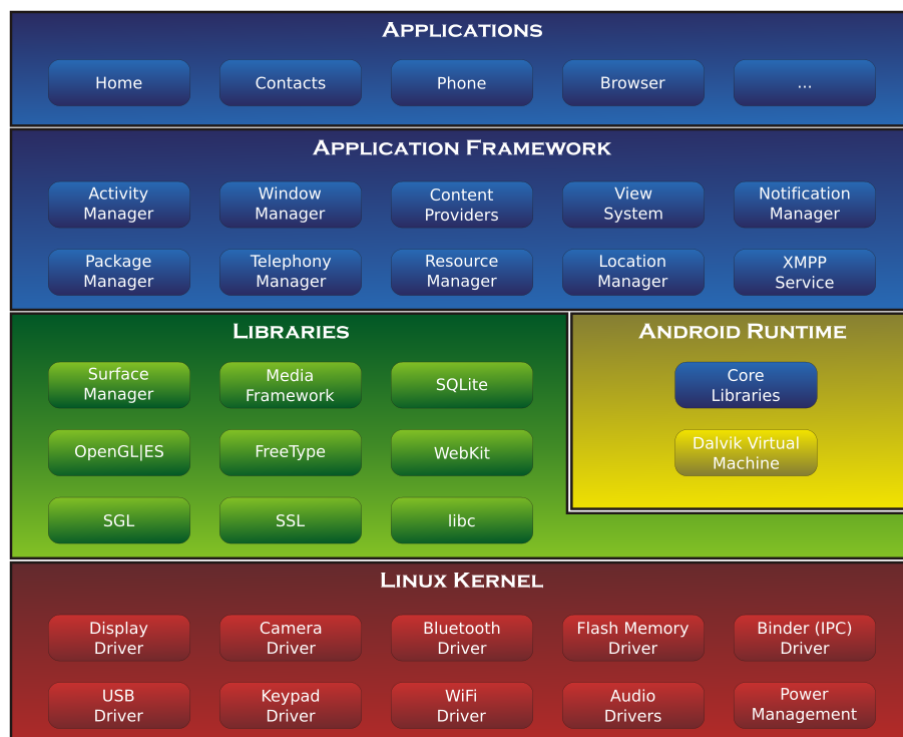 APPLICATIONS
Home
Contacts
Phone
Browser
...
APPLICATION FRAMEWORK
Activity
Manager
Window
Manager
Content
Providers
View
System
Notification
Manager
Package
Manager
Telephony
Manager
Resource
Manager
Location
Manager
XMPP
Service
LIBRARIES
Surface
Manager
Media
Framework
SQLite
OpenGL|ES
FreeType
WebKit
SGL
SSL
libc
ANDROID RUNTIME
Core
Libraries
Dalvik Virtual
Machine
LINUX KERNEL
Display
Driver
Camera
Driver
Bluetooth
Driver
Flash Memory
Driver
Binder (IPC)
Driver
USB
Driver
Keypad
Driver
WiFi
Driver
Audio
Drivers
Power
Management